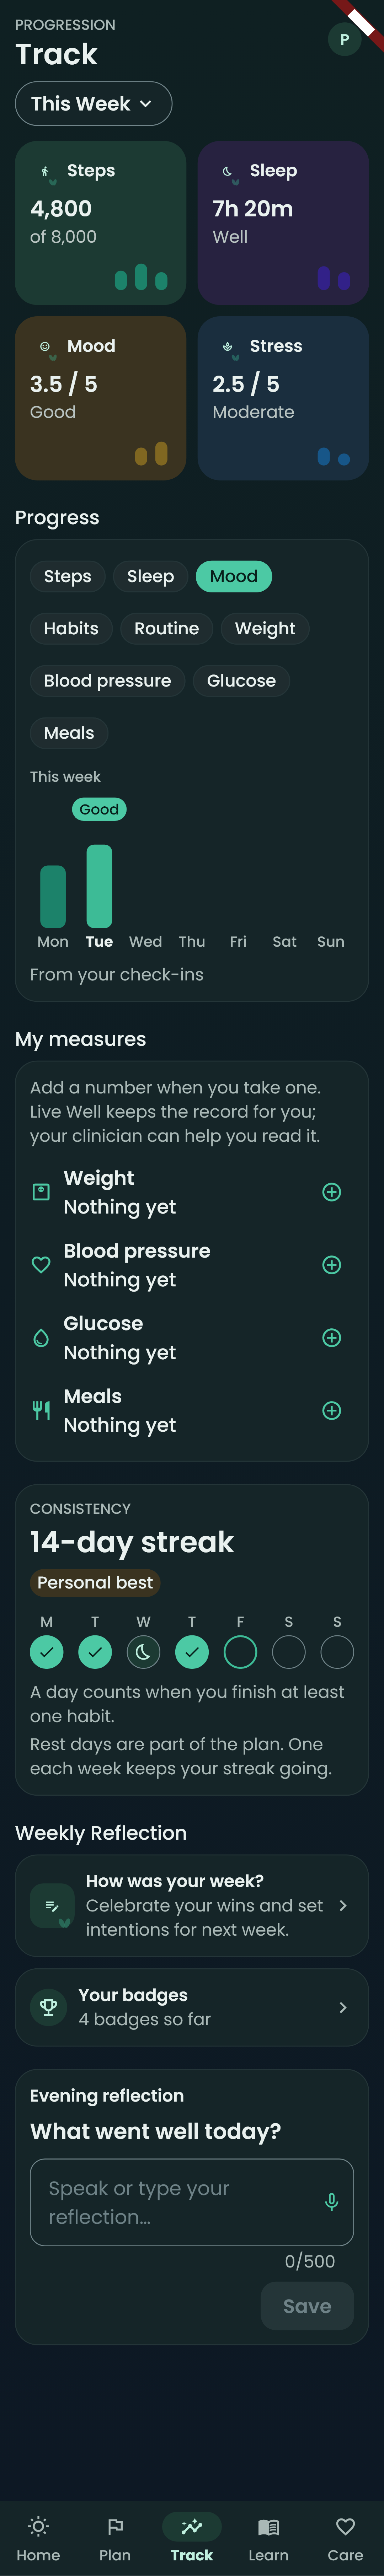 PROGRESSION
Track
P
This Week
Steps
4,800
of 8,000
Sleep
7h 20m
Well
Mood
3.5 / 5
Good
Stress
2.5 / 5
Moderate
Progress
Steps
Sleep
Mood
Habits
Routine
Weight
Blood pressure
Glucose
Meals
This week
Good
Mon Tue Wed Thu Fri Sat Sun
From your check-ins
My measures
Add a number when you take one.
Live Well keeps the record for you;
your clinician can help you read it.
Weight
Nothing yet
Blood pressure
Nothing yet
Glucose
Nothing yet
Meals
Nothing yet
CONSISTENCY
14-day streak
Personal best
M T W T F S S
A day counts when you finish at least
one habit.
Rest days are part of the plan. One
each week keeps your streak going.
Weekly Reflection
How was your week?
Celebrate your wins and set
intentions for next week.
Your badges
4 badges so far
Evening reflection
What went well today?
Speak or type your
reflection...
0/500
Save
Home Plan Track Learn Care